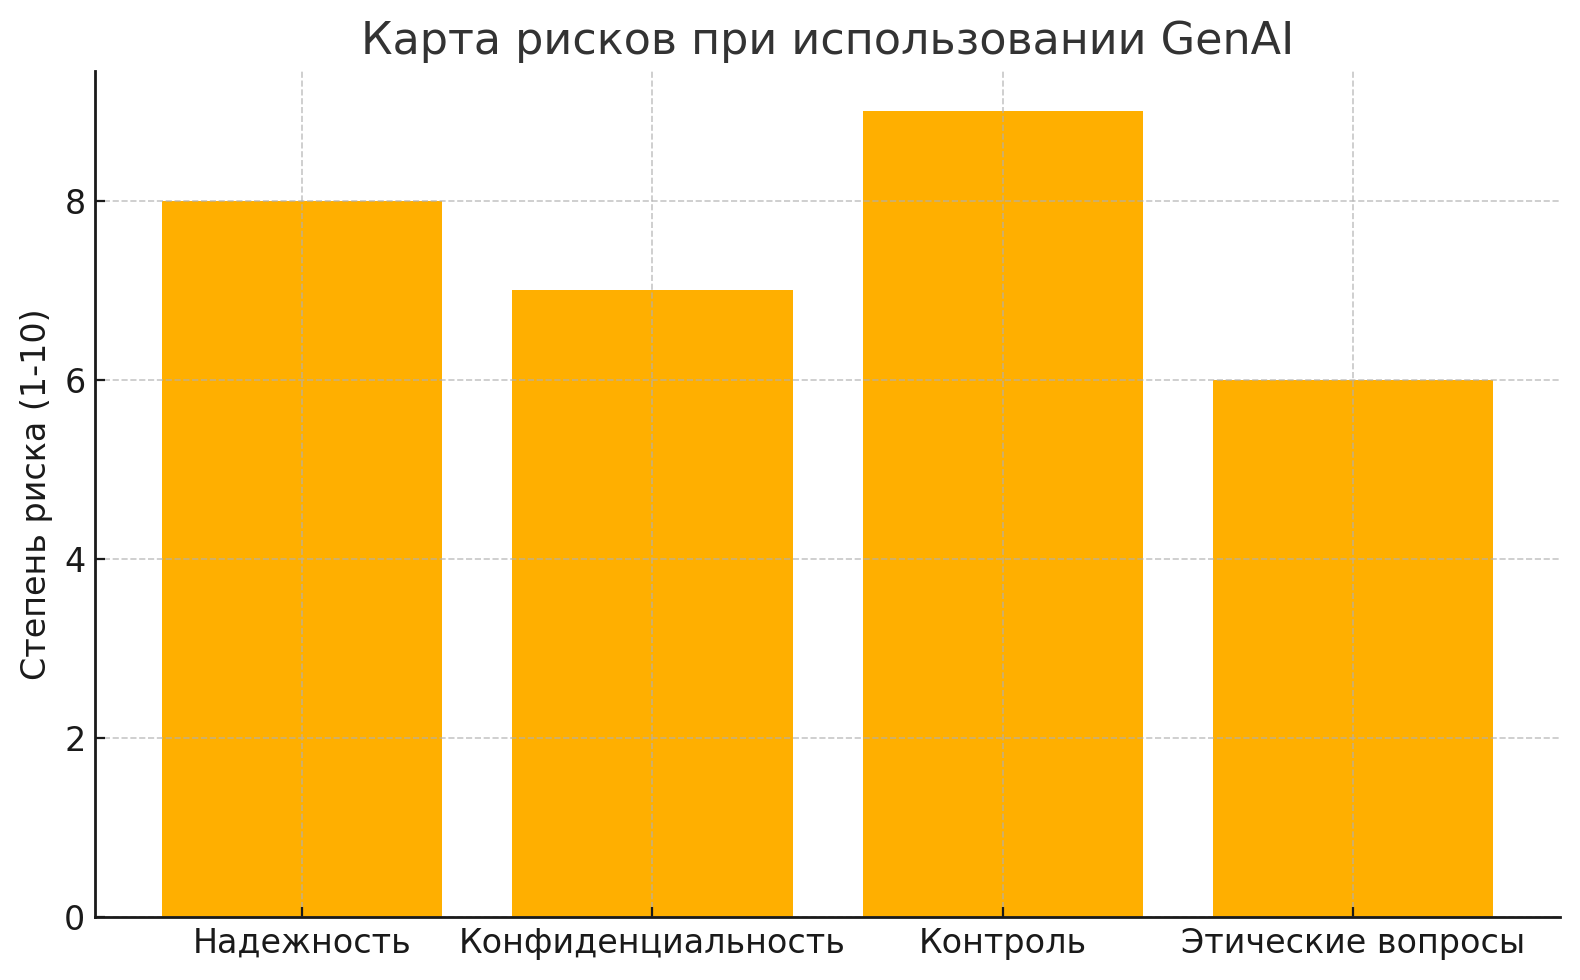 Карта рисков при использовании GenAI
Степень риска (1-10)
8
6
4
2
0
Надежность Конфиденциальность Контроль Этические вопросы